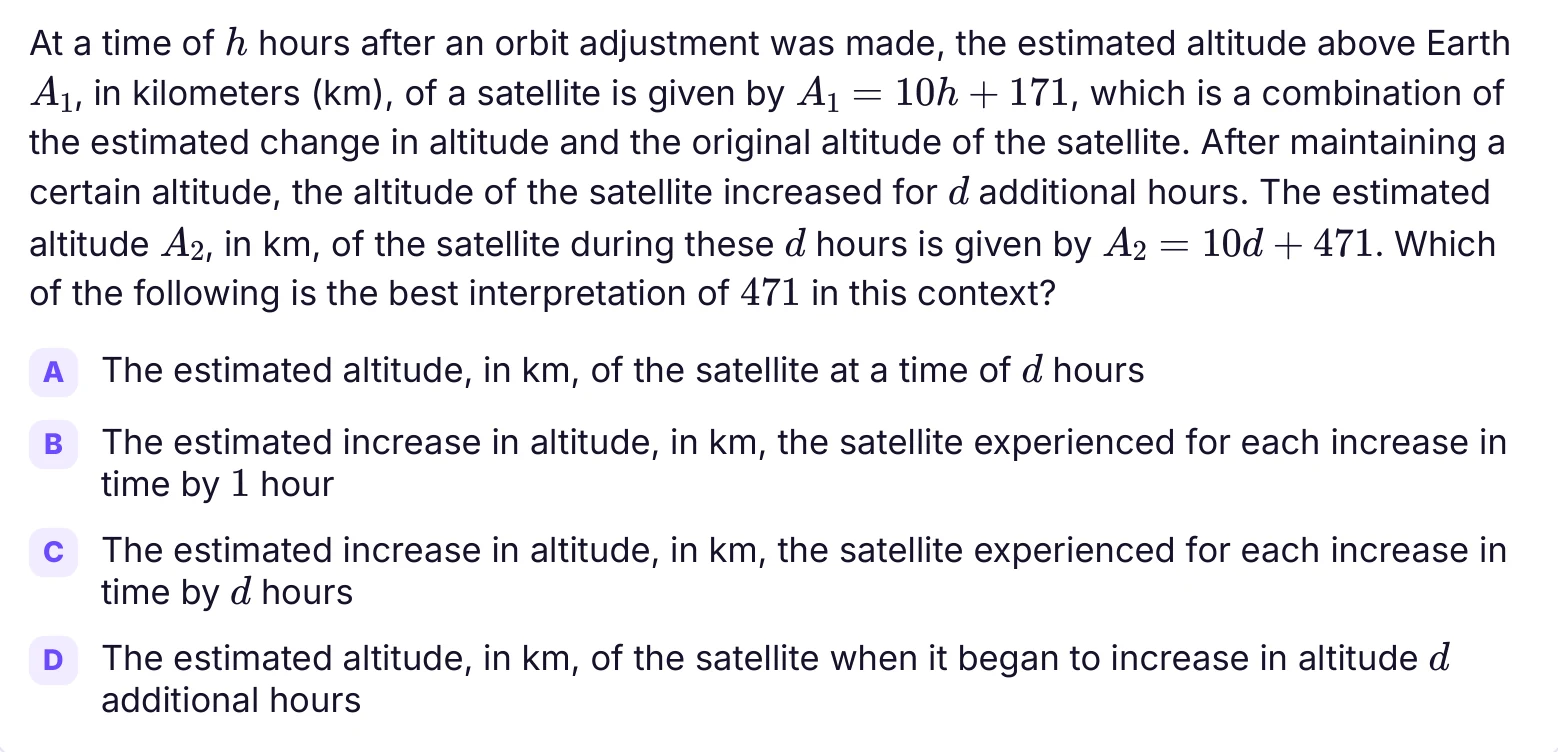 At a time of h hours after an orbit adjustment was made, the estimated altitude above Earth
A₁, in kilometers (km), of a satellite is given by A₁ = 10h + 171, which is a combination of
the estimated change in altitude and the original altitude of the satellite. After maintaining a
certain altitude, the altitude of the satellite increased for d additional hours. The estimated
altitude A₂, in km, of the satellite during these d hours is given by A₂ = 10d + 471. Which
of the following is the best interpretation of 471 in this context?
A The estimated altitude, in km, of the satellite at a time of d hours
B The estimated increase in altitude, in km, the satellite experienced for each increase in
time by 1 hour
C The estimated increase in altitude, in km, the satellite experienced for each increase in
time by d hours
D The estimated altitude, in km, of the satellite when it began to increase in altitude d
additional hours